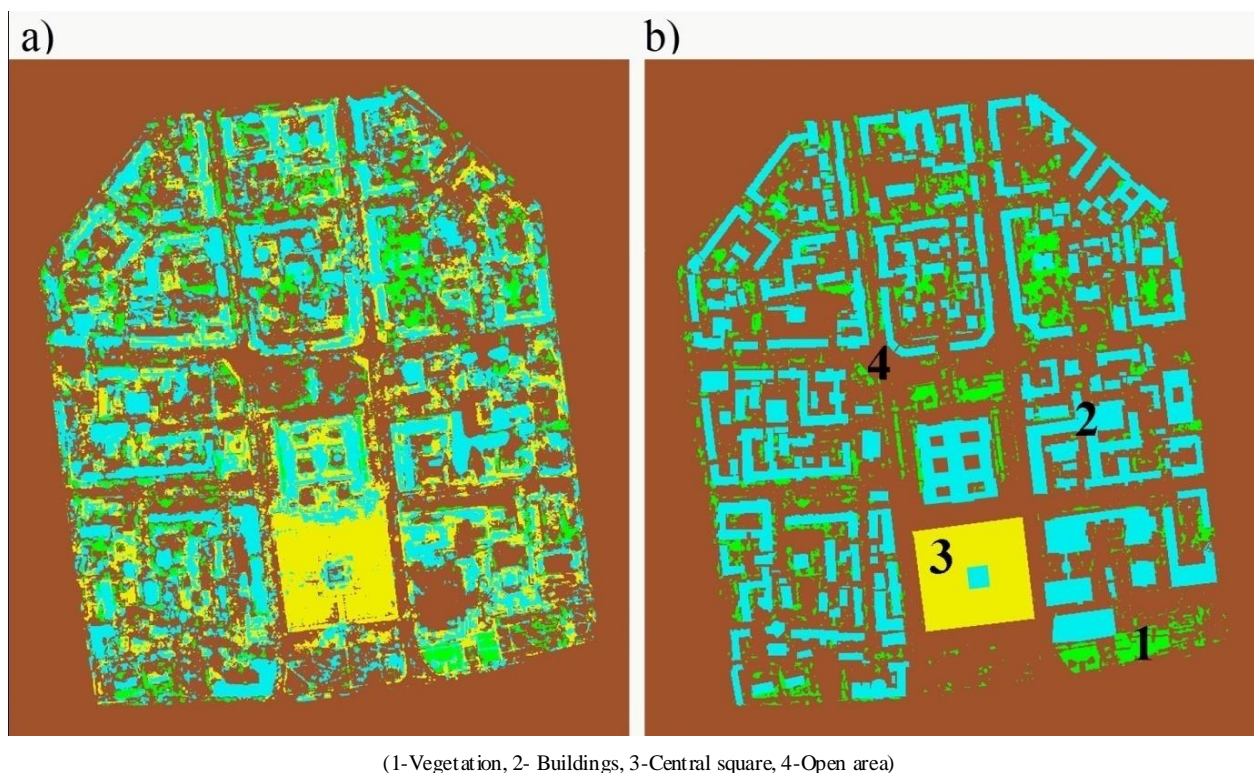 a)
b)
4
2
3
1
(1-Vegetation, 2- Buildings, 3-Central square, 4-Open area)